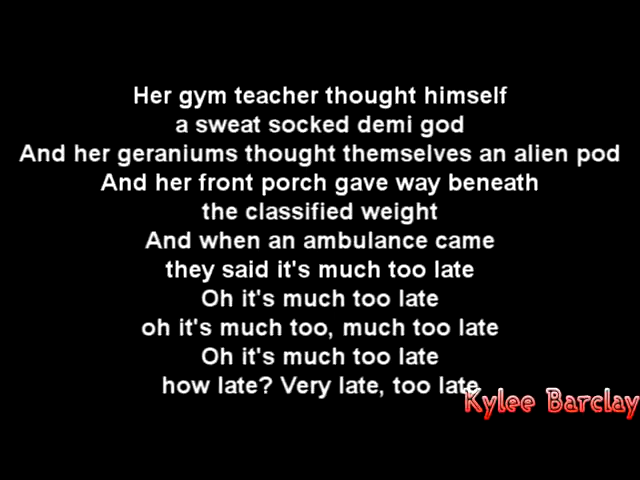 Her gym teacher thought himself
a sweat socked demi god
And her geraniums thought themselves an alien pod
And her front porch gave way beneath
the classified weight
And when an ambulance came
they said it's much too late
Oh it's much too late
oh it's much too, much too late
Oh it's much too late
how late? Very late, too late
Kylee Barclay